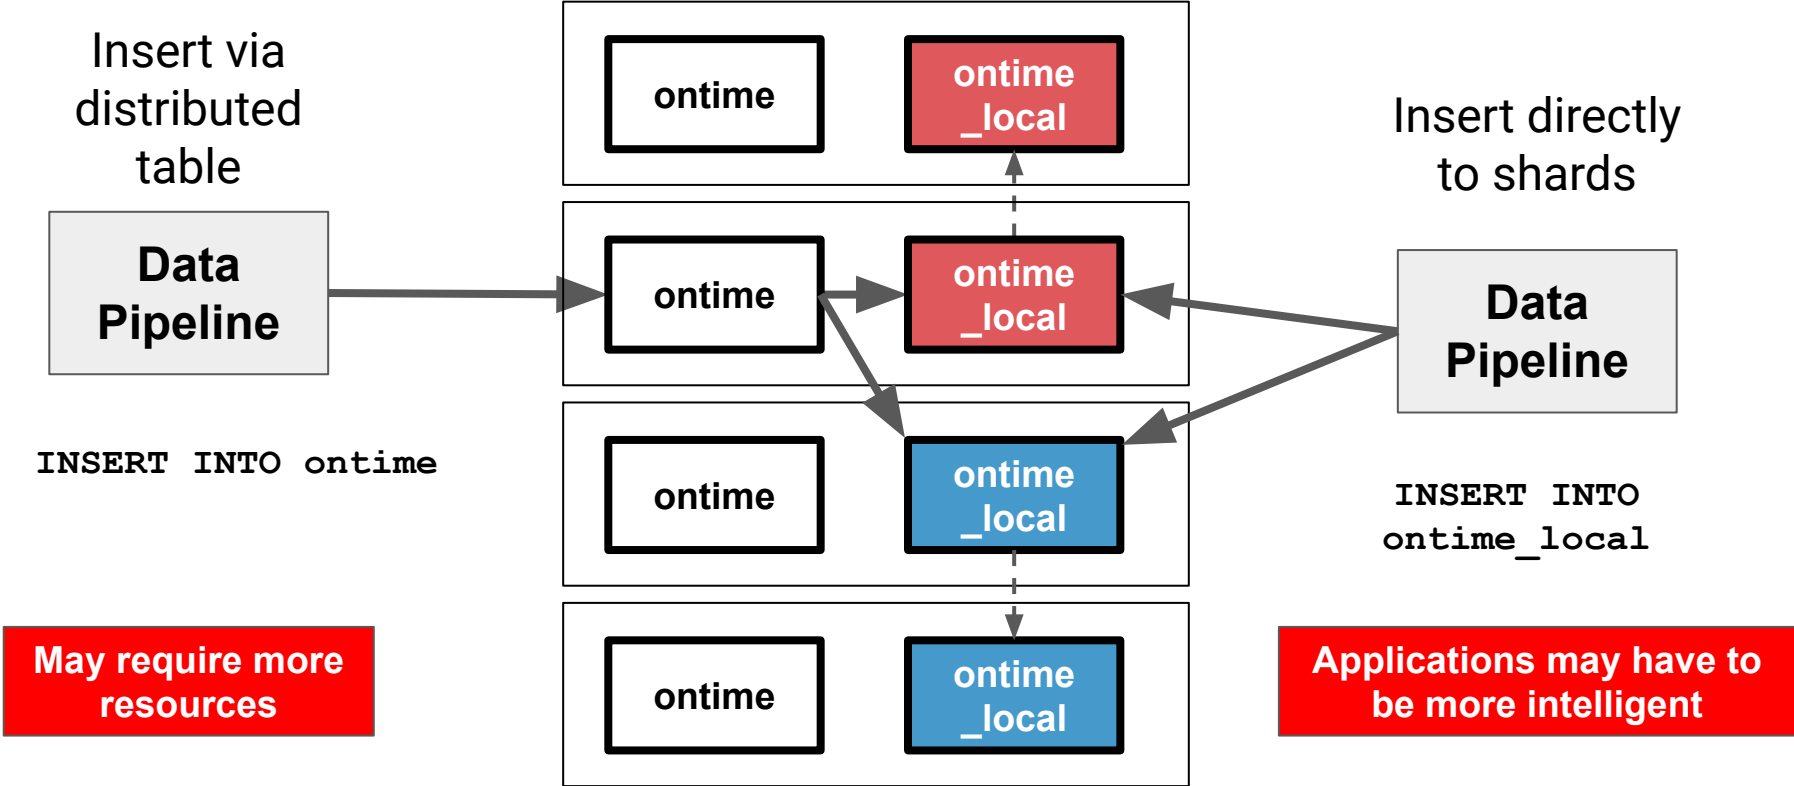 Insert via
distributed
table
Data
Pipeline
INSERT INTO ontime
May require more
resources
ontime
ontime
_local
ontime
ontime
_local
ontime
ontime
_local
ontime
ontime
_local
Insert directly
to shards
Data
Pipeline
INSERT INTO
ontime_local
Applications may have to
be more intelligent